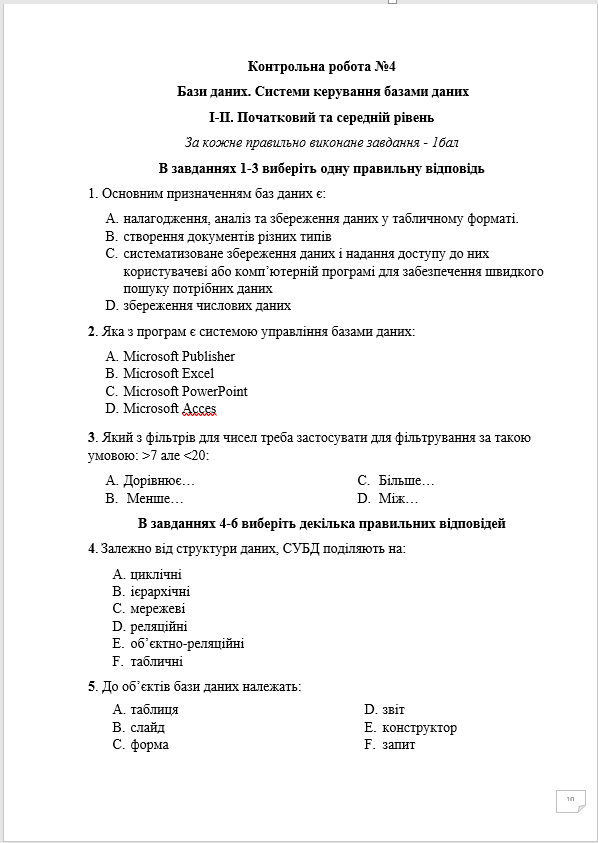 Контрольна робота №4
Бази даних. Системи керування базами даних
І-ІІ. Початковий та середній рівень
За кожне правильно виконане завдання - 1бал
В завданнях 1-3 виберіть одну правильну відповідь
1. Основним призначенням баз даних є:
A. налагодження, аналіз та збереження даних у табличному форматі.
B. створення документів різних типів
C. систематизоване збереження даних і надання доступу до них
користувачеві або комп’ютерній програмі для забезпечення швидкого
пошуку потрібних даних
D. збереження числових даних
2. Яка з програм є системою управління базами даних:
A. Microsoft Publisher
B. Microsoft Excel
C. Microsoft PowerPoint
D. Microsoft Acces
3. Який з фільтрів для чисел треба застосувати для фільтрування за такою
умовою: >7 але <20:
A. Дорівнює…
B. Менше…
C. Більше…
D. Між…
В завданнях 4-6 виберіть декілька правильних відповідей
4. Залежно від структури даних, СУБД поділяють на:
A. циклічні
B. ієрархічні
C. мережеві
D. реляційні
E. об’єктно-реляційні
F. табличні
5. До об’єктів бази даних належать:
A. таблиця
B. слайд
C. форма
D. звіт
E. конструктор
F. запит
10